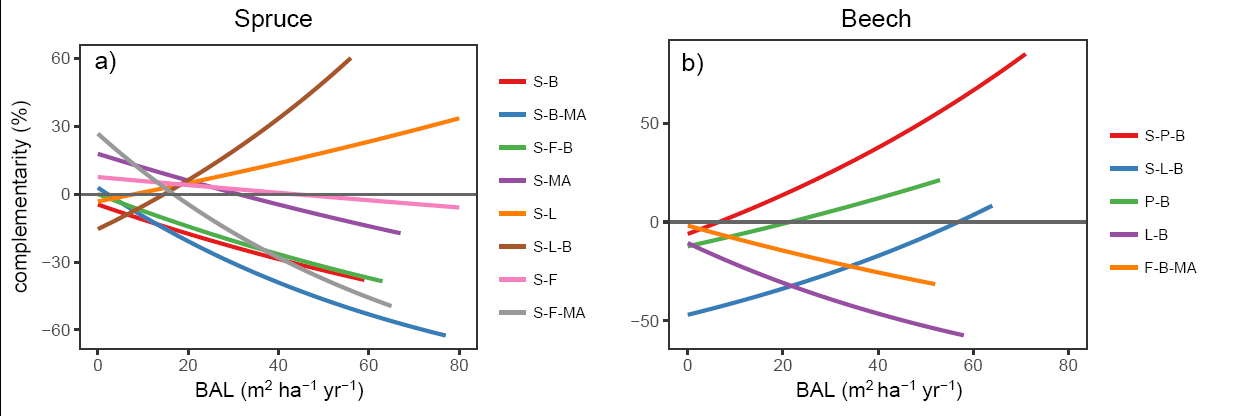 Spruce
a)
complementarity (%)
60
30
0
−30
−60
0 20 40 60 80
BAL (m² ha⁻¹ yr⁻¹)
S-B
S-B-MA
S-F-B
S-MA
S-L
S-L-B
S-F
S-F-MA
Beech
b)
50
0
−50
0 20 40 60 80
BAL (m² ha⁻¹ yr⁻¹)
S-P-B
S-L-B
P-B
L-B
F-B-MA